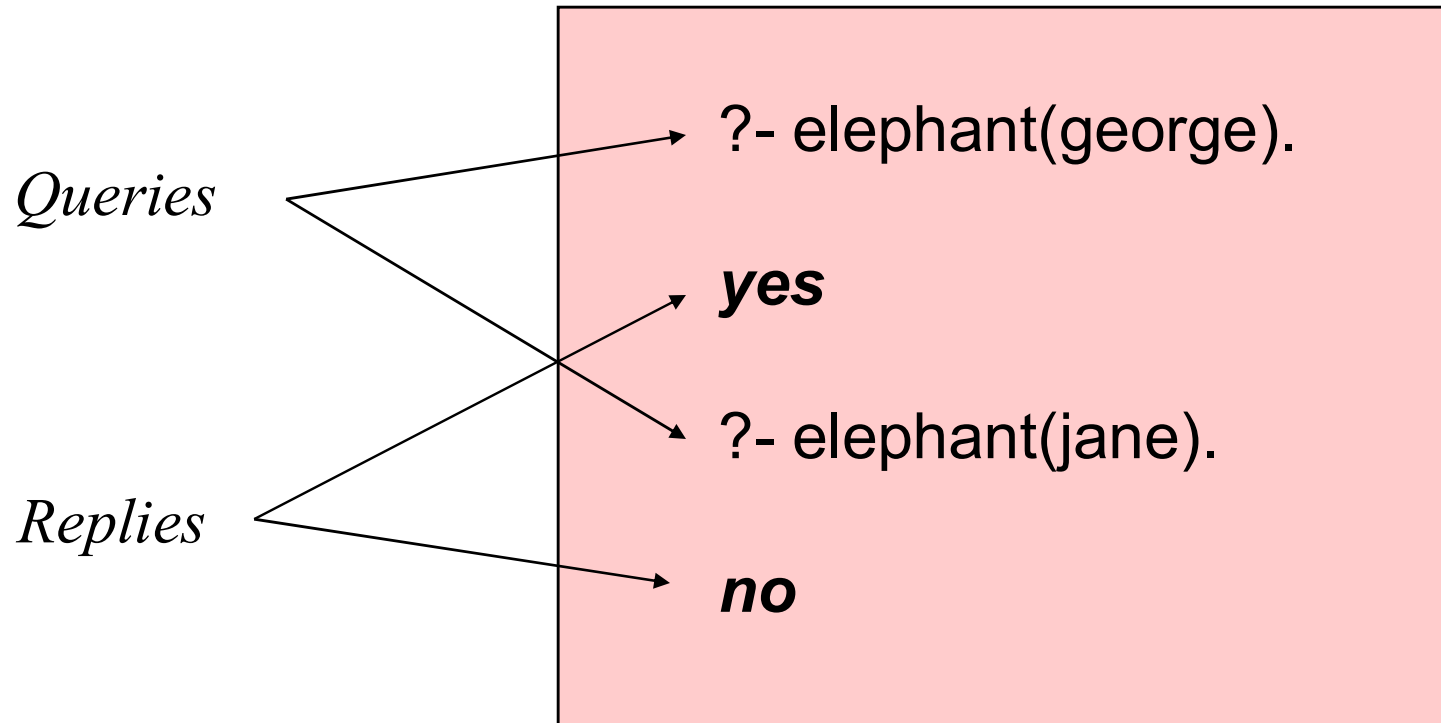 ?- elephant(george).
Queries
yes
?- elephant(jane).
Replies
no